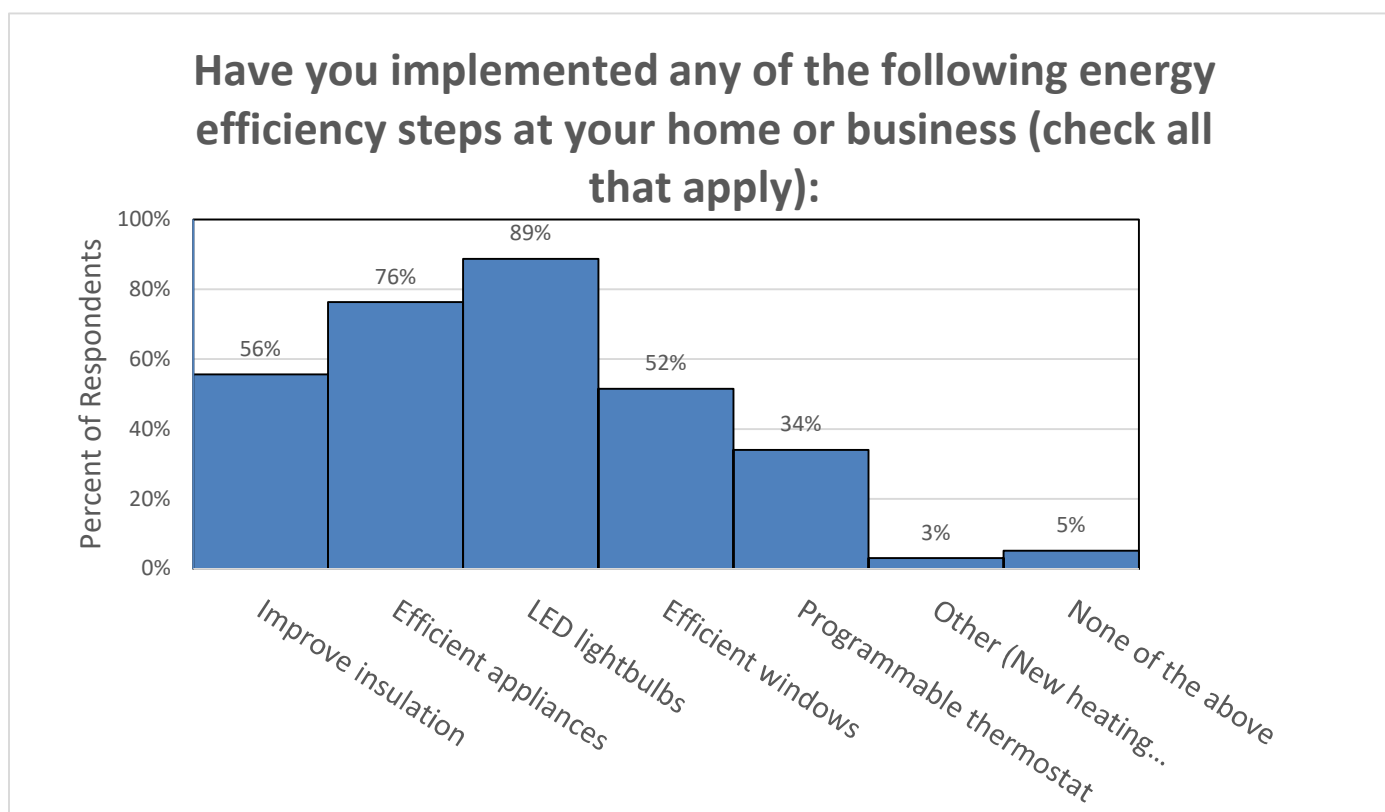 Have you implemented any of the following energy
efficiency steps at your home or business (check all
that apply):
Percent of Respondents
100%
80%
60%
40%
20%
0%
56%
76%
89%
52%
34%
3%
5%
Improve insulation
Efficient appliances
LED lightbulbs
Efficient windows
Programmable thermostat
Other (New heating...
None of the above